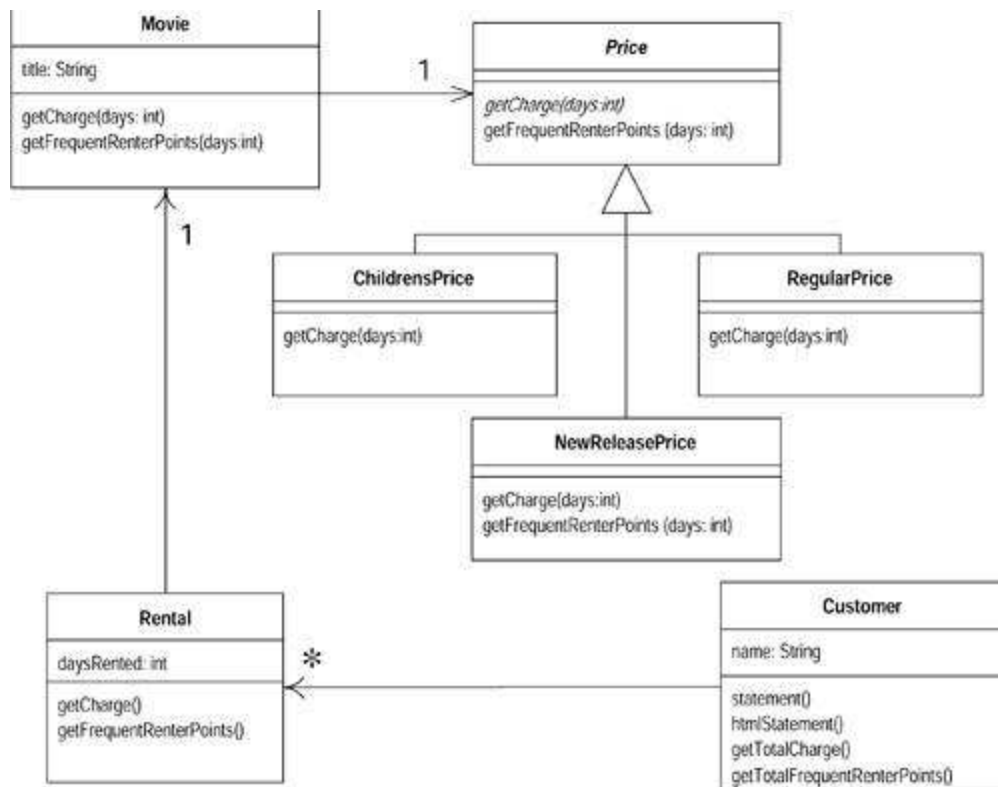 Movie
title: String
getCharge(days: int)
getFrequentRenterPoints(days:int)
1
Price
getCharge(days:int)
getFrequentRenterPoints (days: int)
1
ChildrensPrice
getCharge(days:int)
RegularPrice
getCharge(days:int)
NewReleasePrice
getCharge(days:int)
getFrequentRenterPoints (days: int)
Rental
daysRented: int
getCharge()
getFrequentRenterPoints()
*
Customer
name: String
statement()
htmlStatement()
getTotalCharge()
getTotalFrequentRenterPoints()